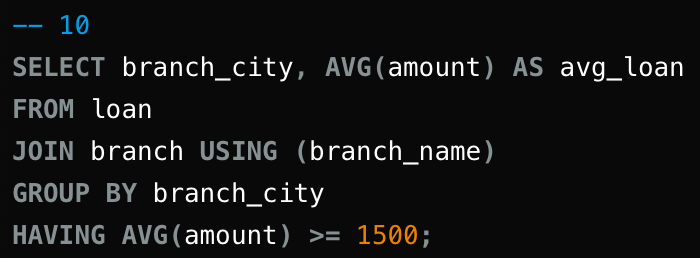 -- 10
SELECT branch_city, AVG(amount) AS avg_loan
FROM loan
JOIN branch USING (branch_name)
GROUP BY branch_city
HAVING AVG(amount) >= 1500;